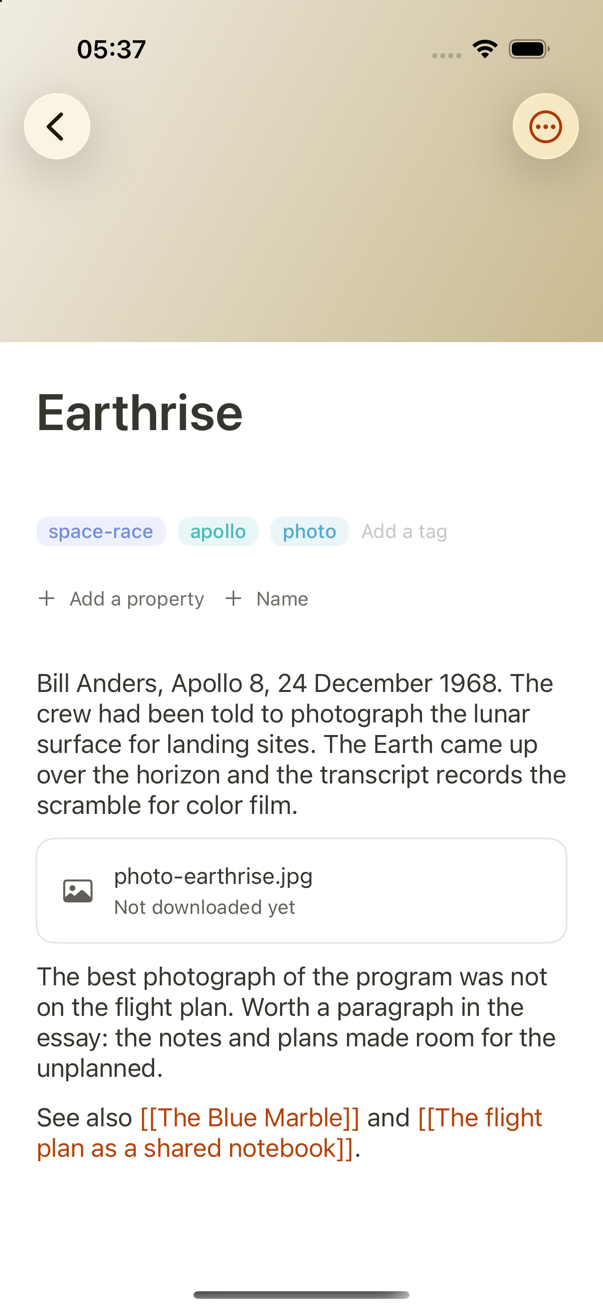 05:37
Earthrise
space-race apollo photo Add a tag
+ Add a property + Name
Bill Anders, Apollo 8, 24 December 1968. The
crew had been told to photograph the lunar
surface for landing sites. The Earth came up
over the horizon and the transcript records the
scramble for color film.
photo-earthrise.jpg
Not downloaded yet
The best photograph of the program was not
on the flight plan. Worth a paragraph in the
essay: the notes and plans made room for the
unplanned.
See also [[The Blue Marble]] and [[The flight
plan as a shared notebook]].